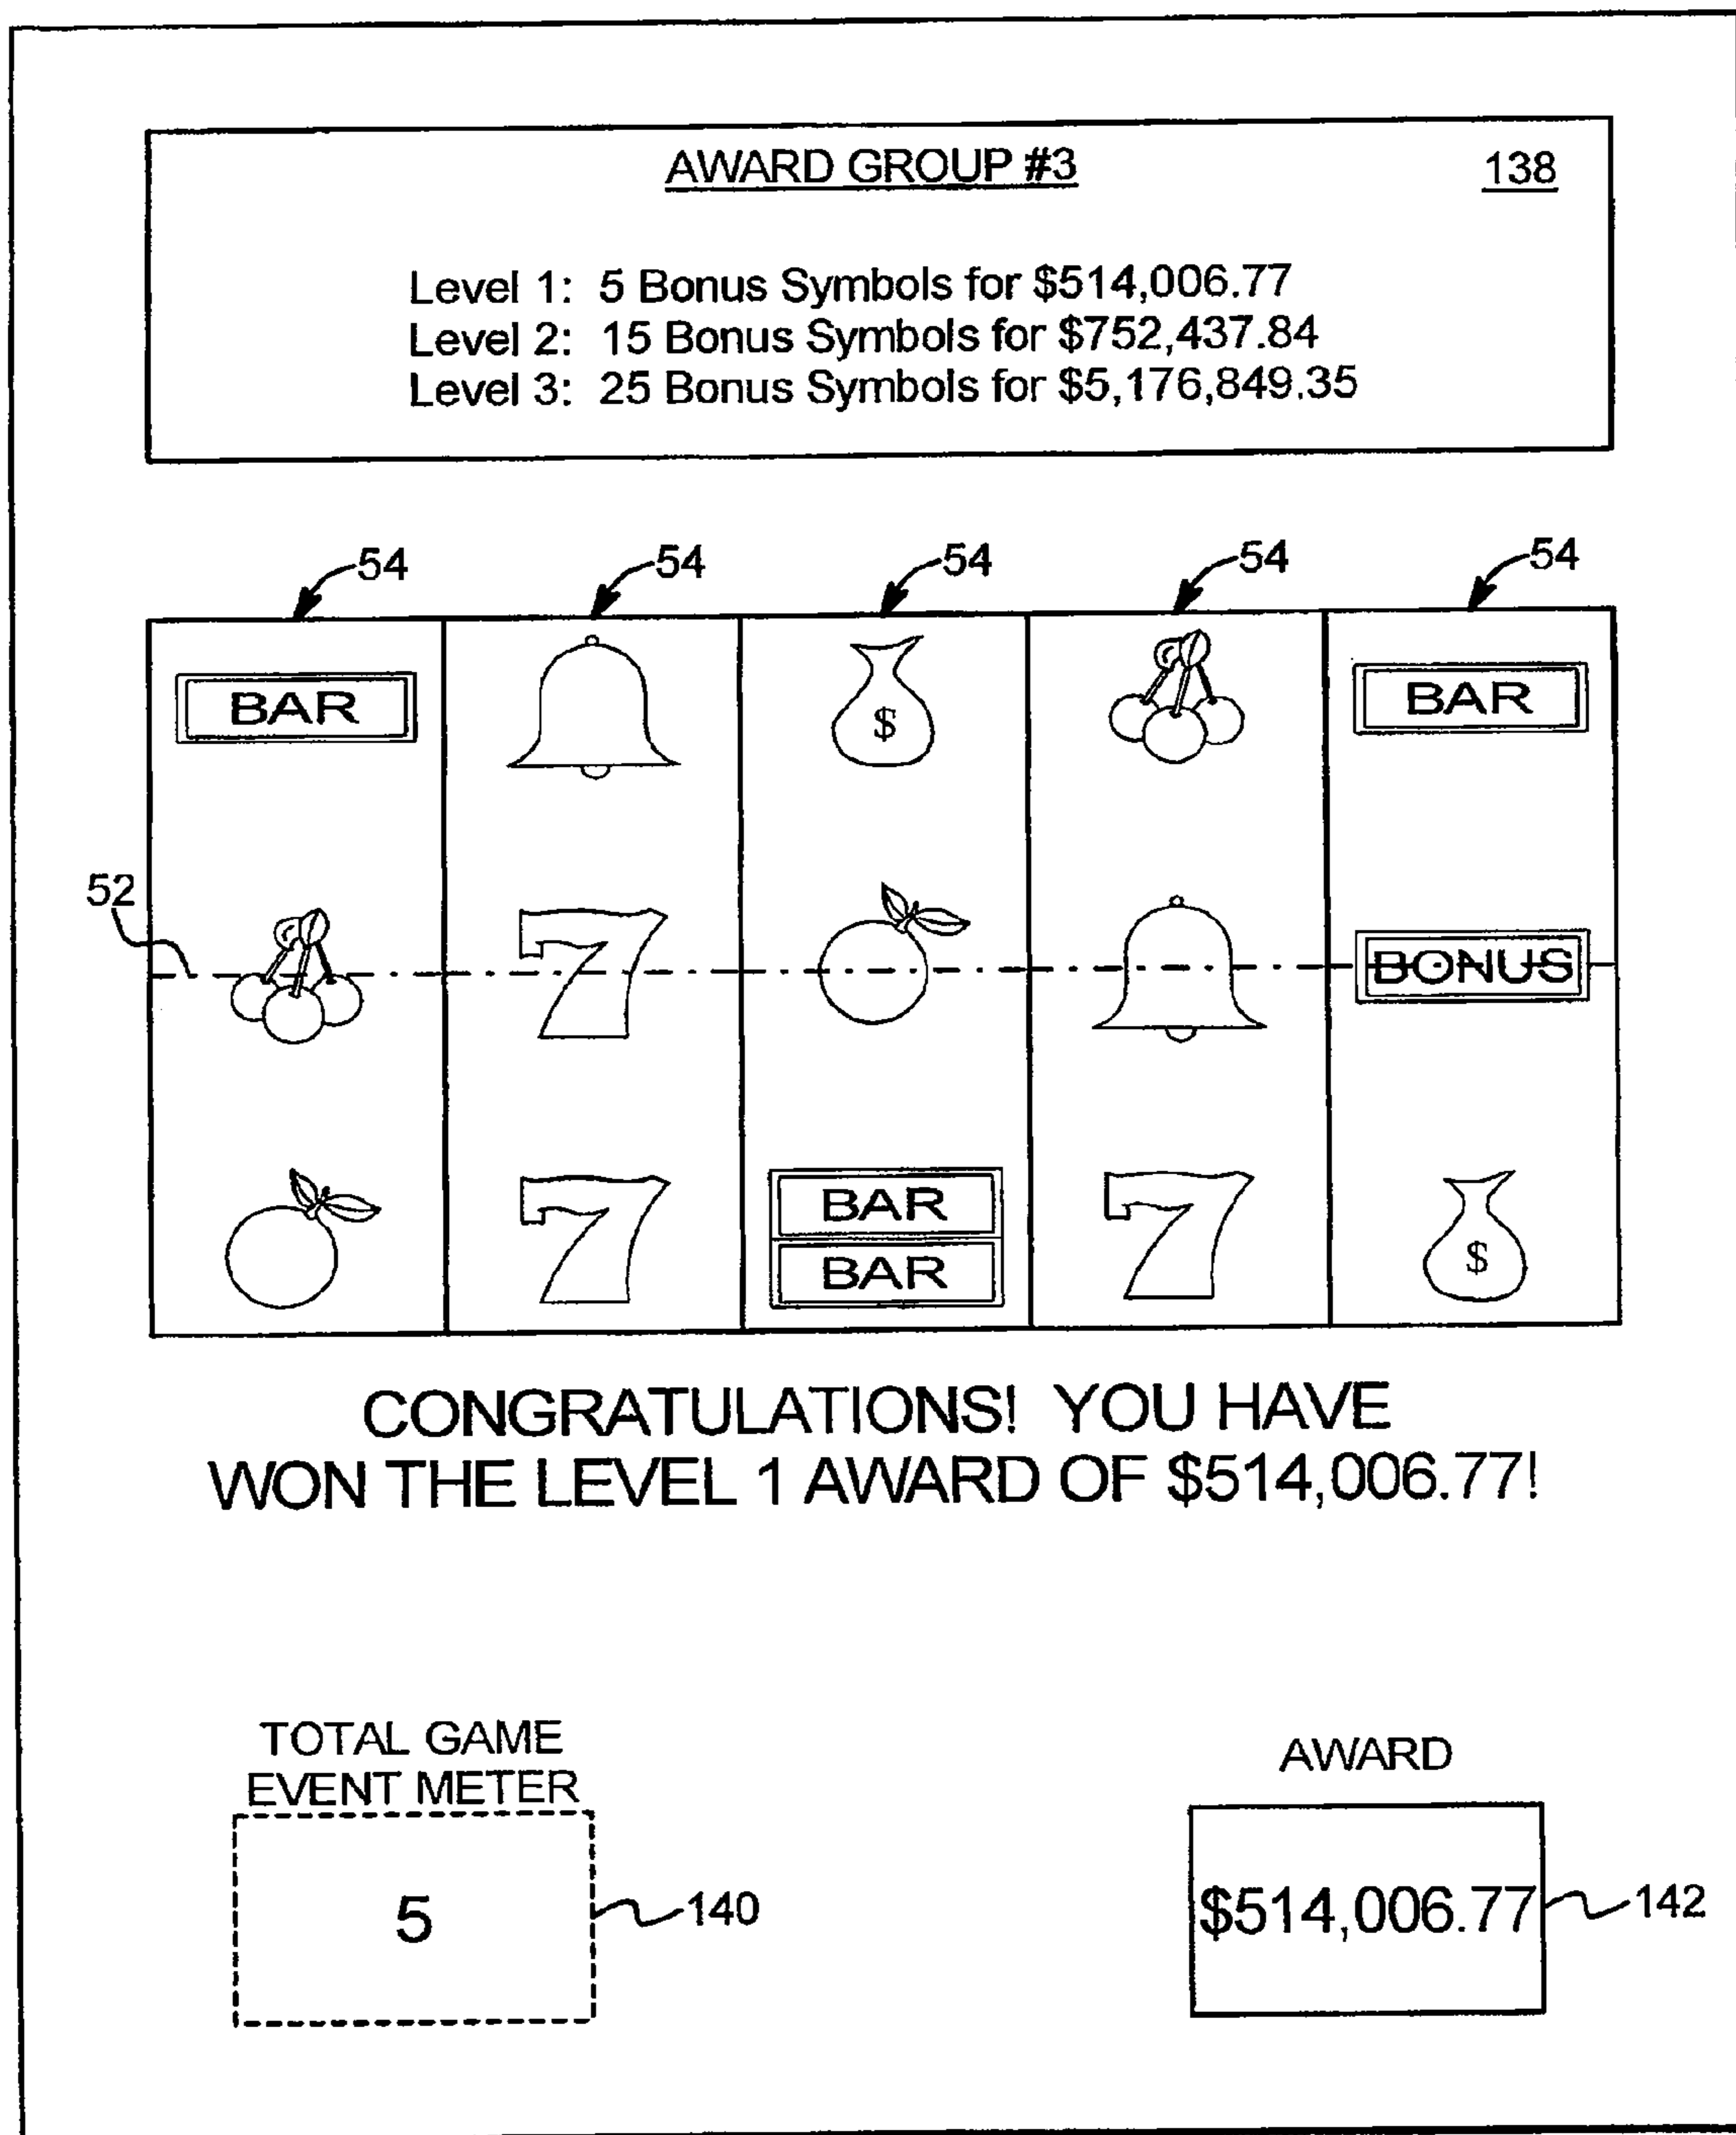 AWARD GROUP #3
138
Level 1: 5 Bonus Symbols for $514,006.77
Level 2: 15 Bonus Symbols for $752,437.84
Level 3: 25 Bonus Symbols for $5,176,849.35
54 54 54 54 54
BAR $ BAR
52
7 BONUS
7 BAR 7 $
BAR
CONGRATULATIONS! YOU HAVE
WON THE LEVEL 1 AWARD OF $514,006.77!
TOTAL GAME
EVENT METER
5
140
AWARD
$514,006.77
142